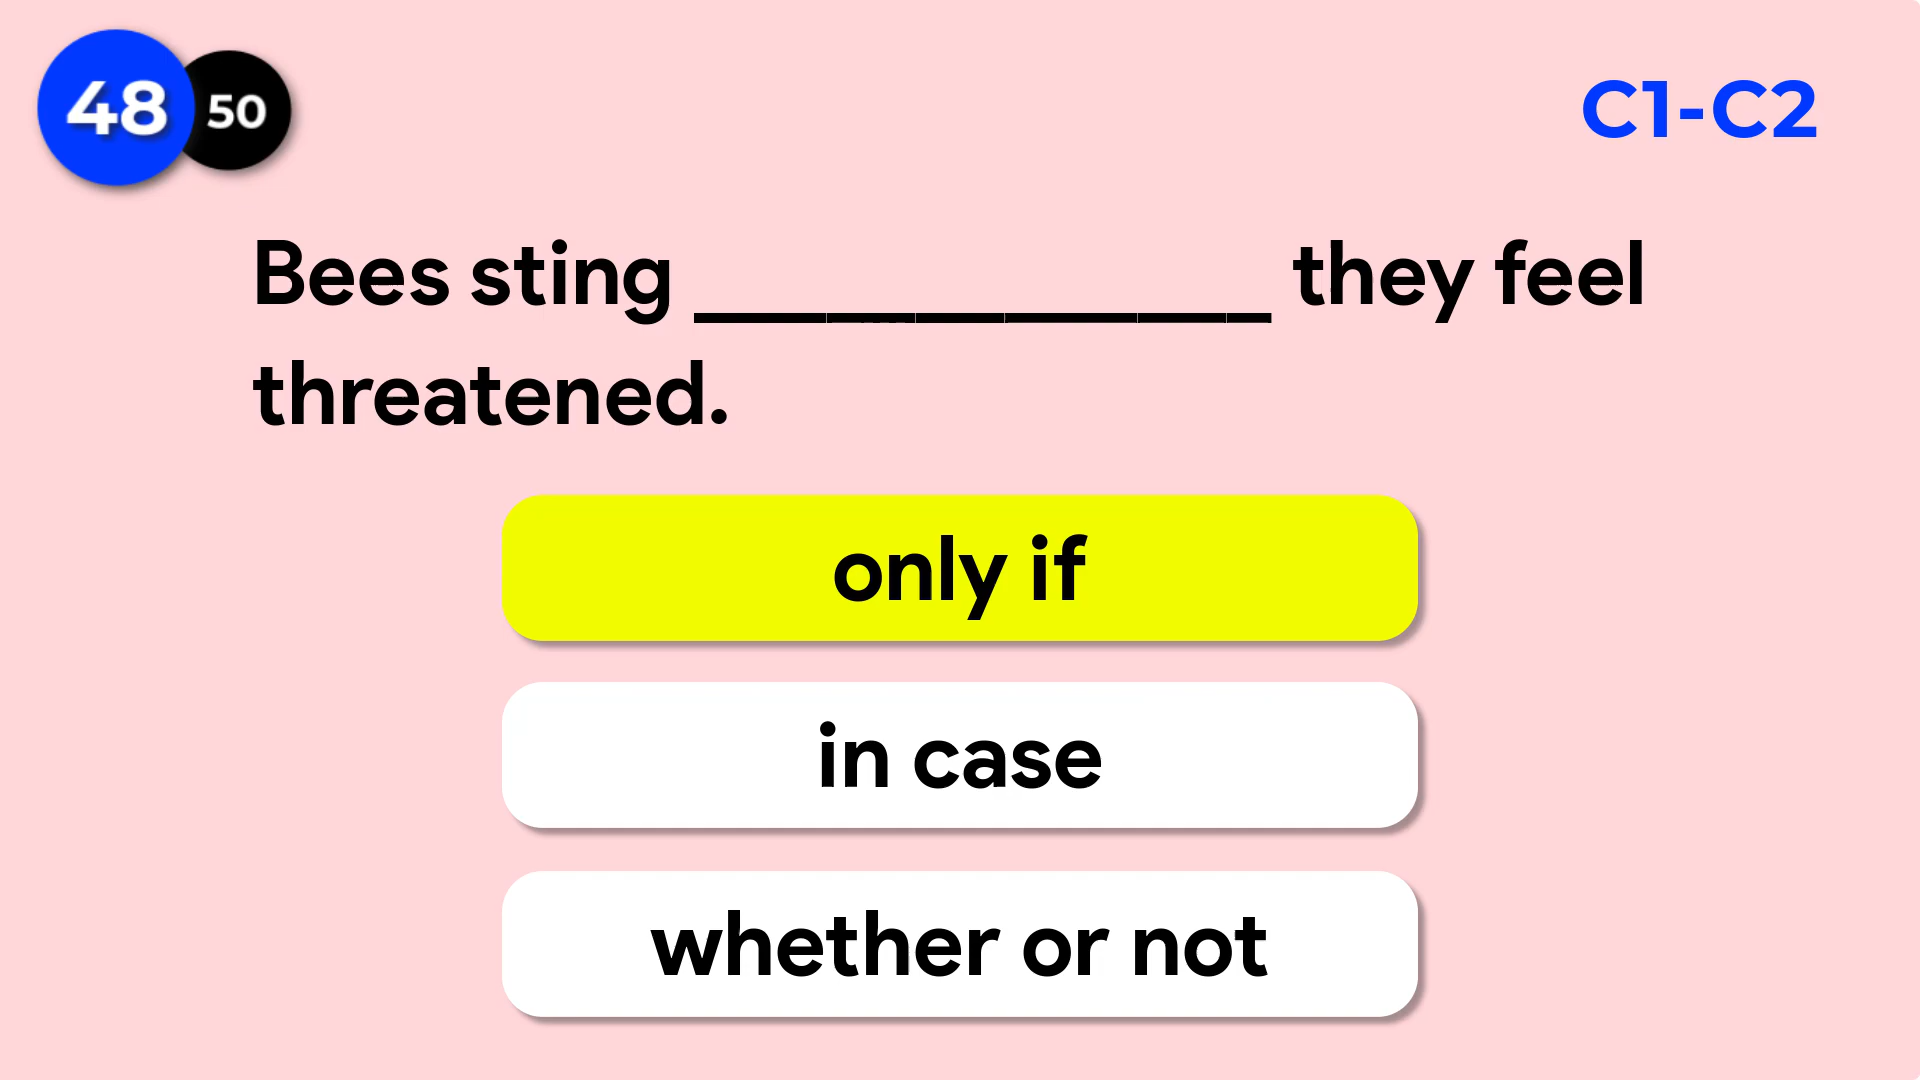 48 50
C1-C2
Bees sting _____________ they feel
threatened.
only if
in case
whether or not